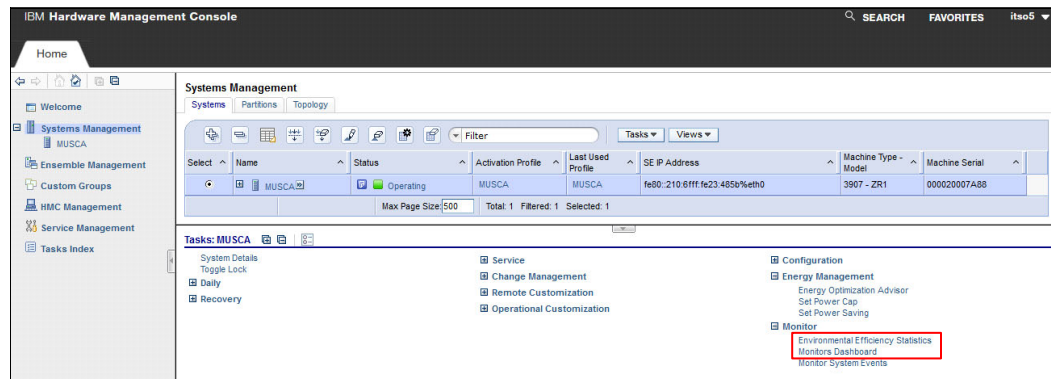 IBM Hardware Management Console
SEARCH FAVORITES itso5
Home
Welcome
Systems Management
MUSCA
Ensemble Management
Custom Groups
HMC Management
Service Management
Tasks Index
Systems Management
Systems Partitions Topology
Filter Tasks Views
Select Name Status Activation Profile Last Used Profile SE IP Address Machine Type - Model Machine Serial
MUSCA Operating MUSCA MUSCA fe80::210:6fff:fe23:485b%eth0 3907 - ZR1 000020007A88
Max Page Size: 500 Total: 1 Filtered: 1 Selected: 1
Tasks: MUSCA
System Details
Toggle Lock
Daily
Recovery
Service
Change Management
Remote Customization
Operational Customization
Configuration
Energy Management
Energy Optimization Advisor
Set Power Cap
Set Power Saving
Monitor
Environmental Efficiency Statistics
Monitors Dashboard
Monitor System Events